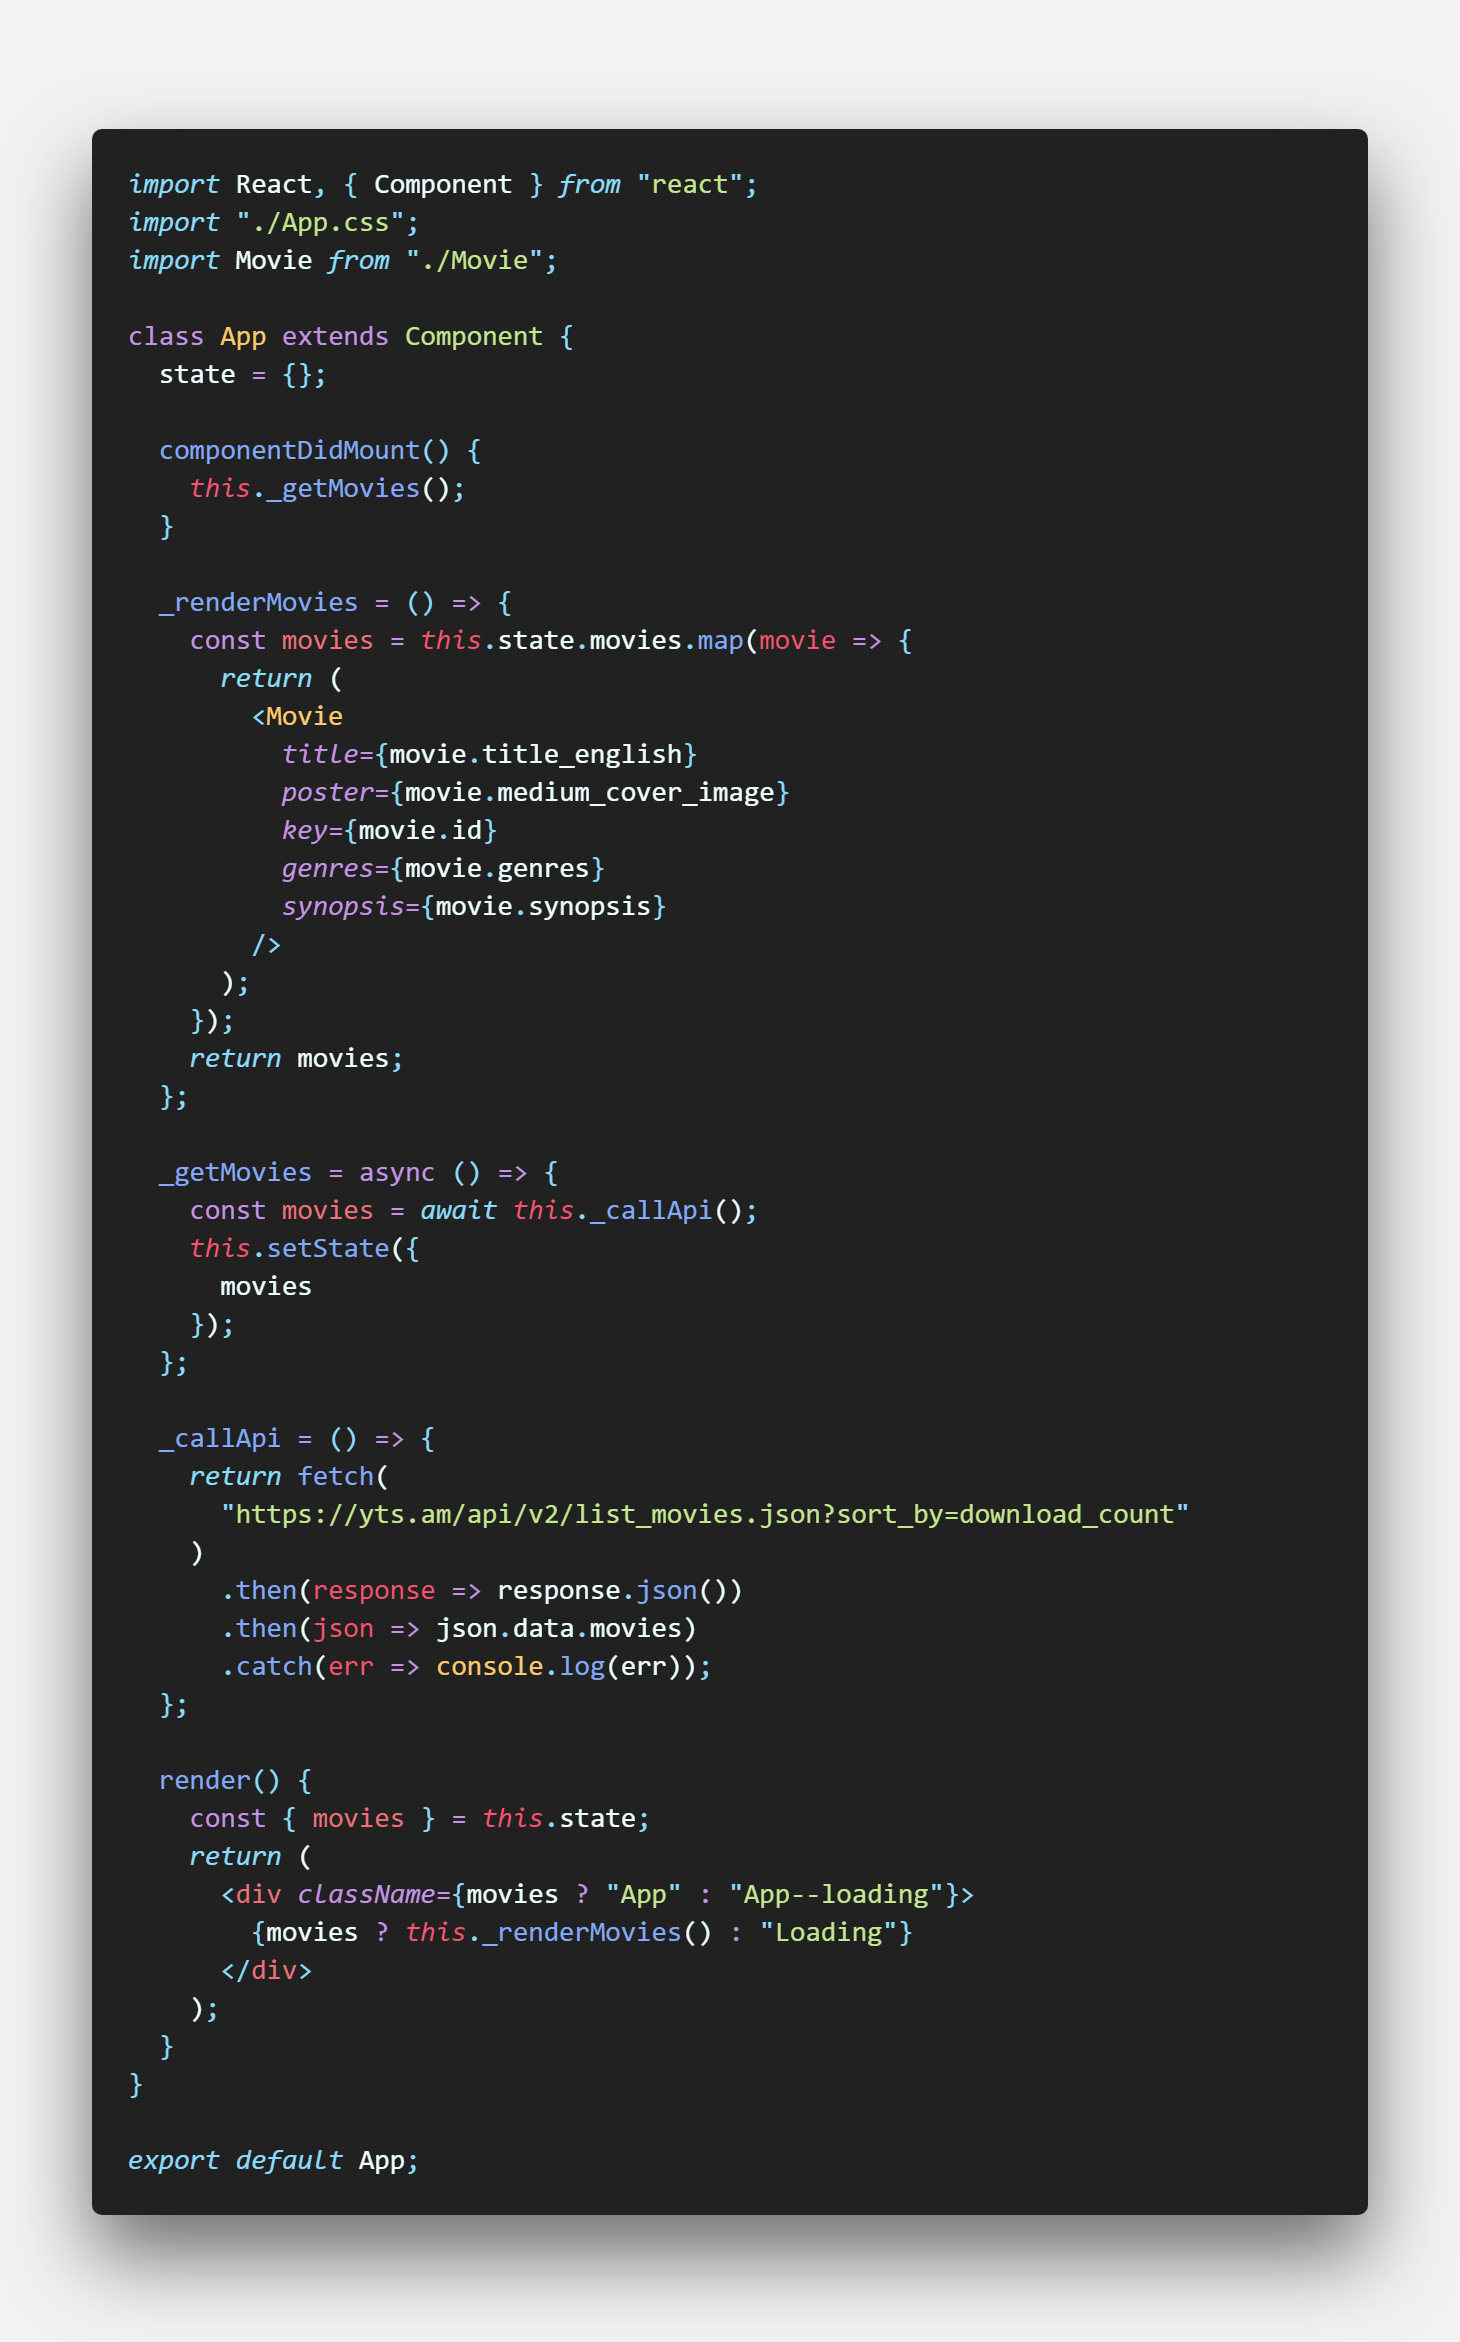 import React, { Component } from "react";
import "./App.css";
import Movie from "./Movie";

class App extends Component {
  state = {};

  componentDidMount() {
    this._getMovies();
  }

  _renderMovies = () => {
    const movies = this.state.movies.map(movie => {
      return (
        <Movie
          title={movie.title_english}
          poster={movie.medium_cover_image}
          key={movie.id}
          genres={movie.genres}
          synopsis={movie.synopsis}
        />
      );
    });
    return movies;
  };

  _getMovies = async () => {
    const movies = await this._callApi();
    this.setState({
      movies
    });
  };

  _callApi = () => {
    return fetch(
      "https://yts.am/api/v2/list_movies.json?sort_by=download_count"
    )
      .then(response => response.json())
      .then(json => json.data.movies)
      .catch(err => console.log(err));
  };

  render() {
    const { movies } = this.state;
    return (
      <div className={movies ? "App" : "App--loading"}>
        {movies ? this._renderMovies() : "Loading"}
      </div>
    );
  }
}

export default App;